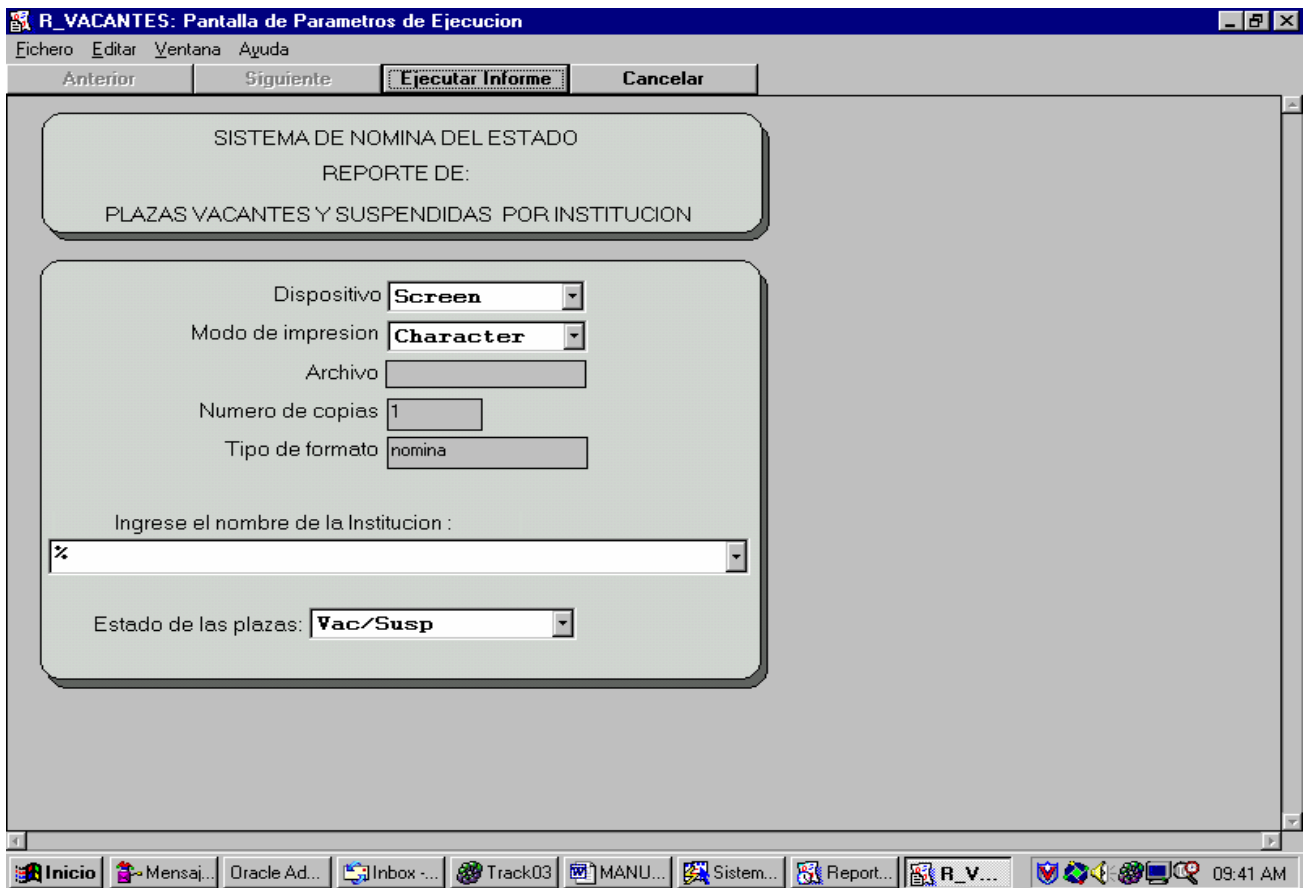 R_VACANTES: Pantalla de Parametros de Ejecucion
Fichero Editar Ventana Ayuda
Anterior Siguiente Ejecutar Informe Cancelar
SISTEMA DE NOMINA DEL ESTADO
REPORTE DE:
PLAZAS VACANTES Y SUSPENDIDAS POR INSTITUCION
Dispositivo Screen
Modo de impresion Character
Archivo
Numero de copias 1
Tipo de formato nomina
Ingrese el nombre de la Institucion :
%
Estado de las plazas: Vac/Susp
Inicio Mensaj... Oracle Ad... Inbox -... Track03 MANU... Sistem... Report... R_V... 09:41 AM